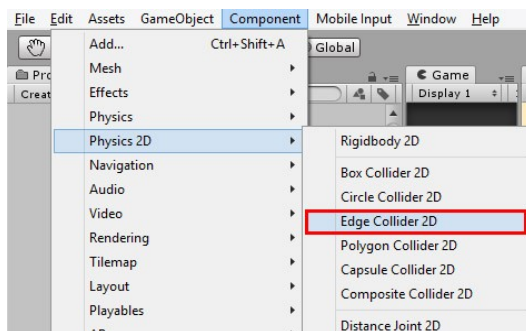 File Edit Assets GameObject Component Mobile Input Window Help
Add... Ctrl+Shift+A
Global
Mesh
Game
Effects
Display 1
Physics
Physics 2D
Rigidbody 2D
Navigation
Box Collider 2D
Audio
Circle Collider 2D
Video
Edge Collider 2D
Rendering
Polygon Collider 2D
Tilemap
Capsule Collider 2D
Layout
Composite Collider 2D
Playables
Distance Joint 2D